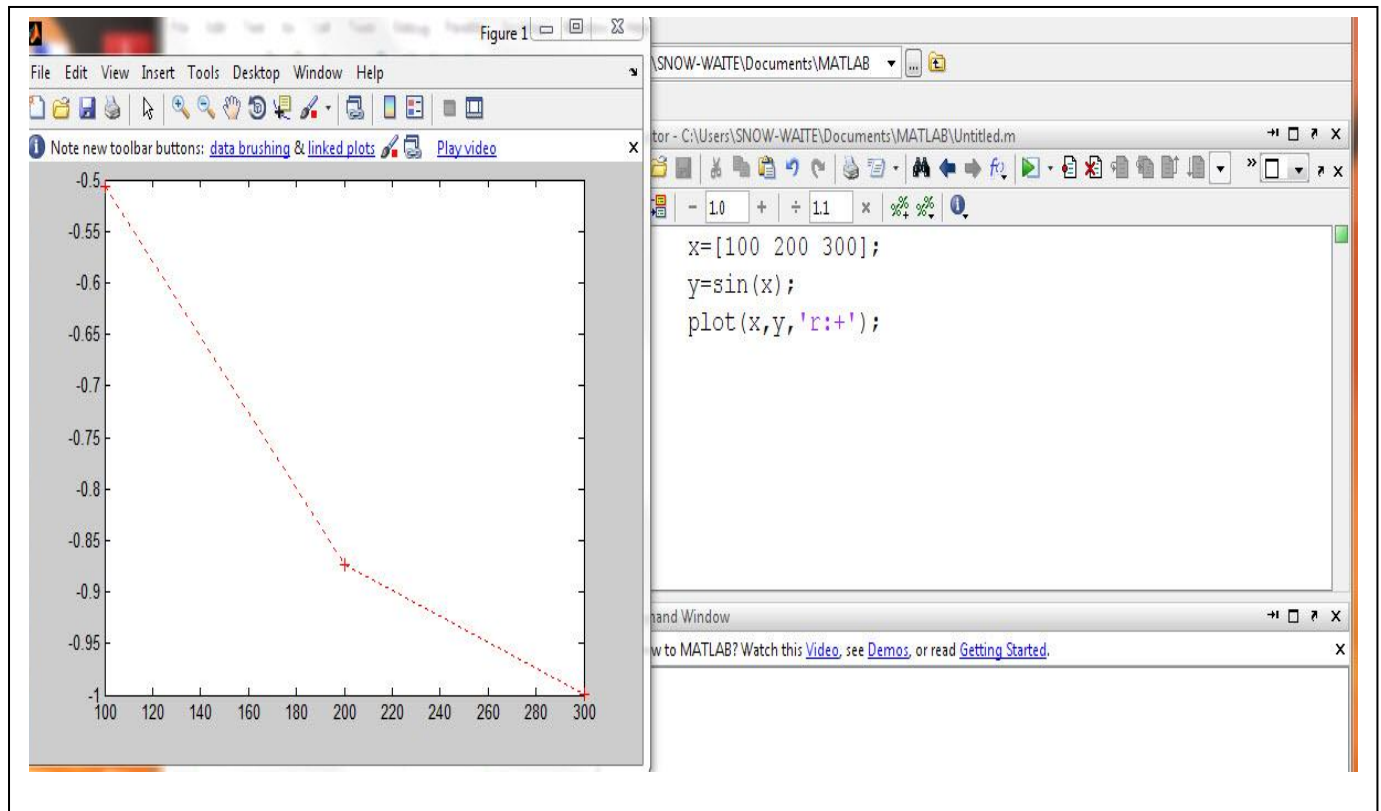 Figure 1
File Edit View Insert Tools Desktop Window Help
Note new toolbar buttons: data brushing & linked plots Play video
-0.5
-0.55
-0.6
-0.65
-0.7
-0.75
-0.8
-0.85
-0.9
-0.95
-1
100 120 140 160 180 200 220 240 260 280 300
\SNOW-WAITE\Documents\MATLAB
tor - C:\Users\SNOW-WAITE\Documents\MATLAB\Untitled.m
- 1.0 + ÷ 1.1 ×
x=[100 200 300];
y=sin(x);
plot(x,y,'r:+');
nand Window
w to MATLAB? Watch this Video, see Demos, or read Getting Started.